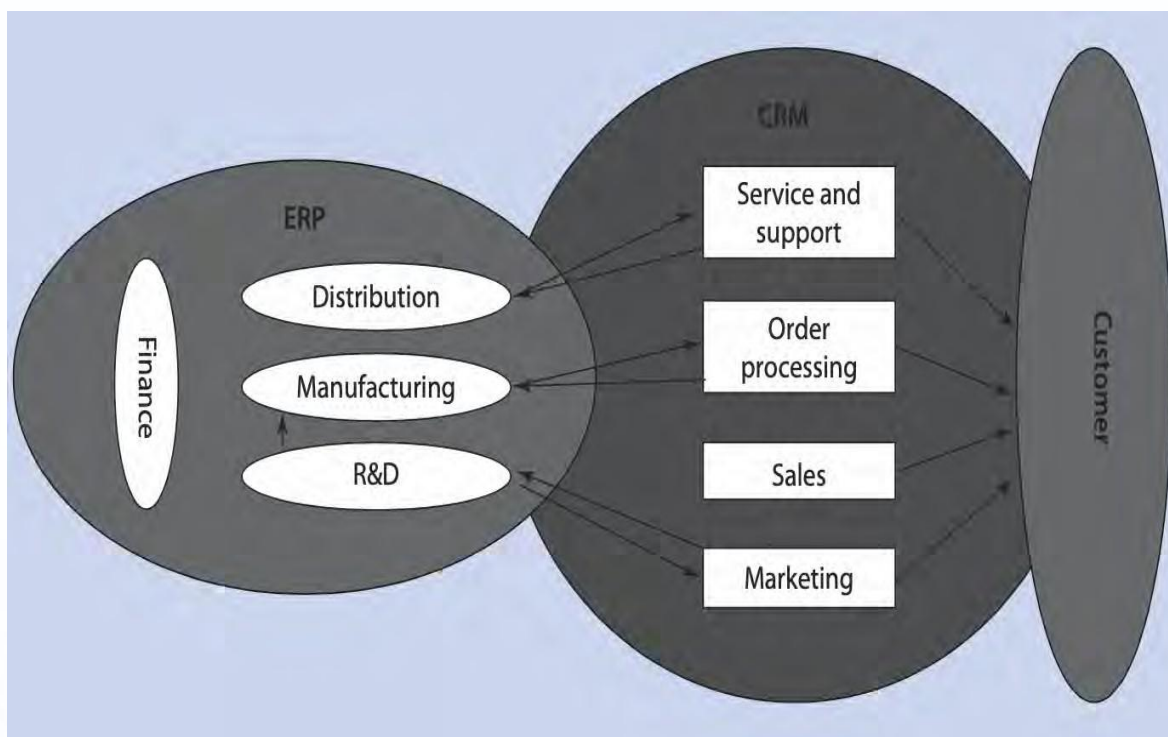 CRM
Service and
support
ERP
Distribution
Order
processing
Manufacturing
Finance
Customer
R&D
Sales
Marketing